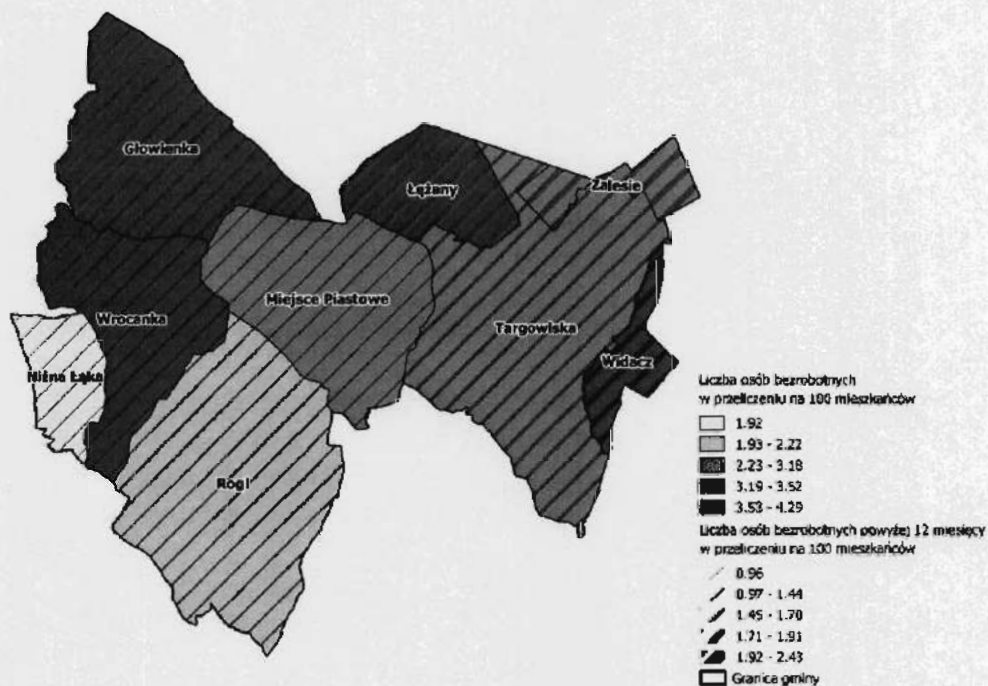 Głowienka
Łężany
Zalesie
Wrocanka
Miejsce Piastowe
Targowiska
Widacz
Niżna Łąka
Rogi
Liczba osób bezrobotnych
w przeliczeniu na 100 mieszkańców
1.92
1.93 - 2.22
2.23 - 3.18
3.19 - 3.52
3.53 - 4.29
Liczba osób bezrobotnych powyżej 12 miesięcy
w przeliczeniu na 100 mieszkańców
0.96
0.97 - 1.44
1.45 - 1.70
1.71 - 1.91
1.92 - 2.43
Granica gminy